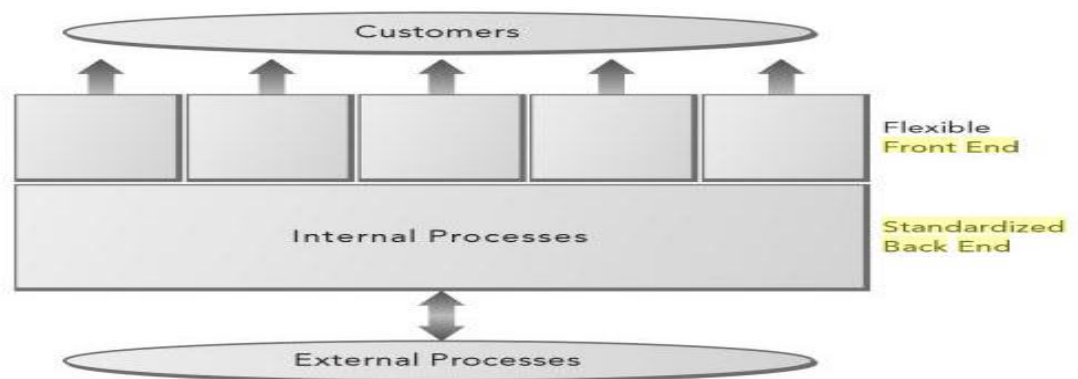 Customers
Flexible
Front End
Internal Processes
Standardized
Back End
External Processes